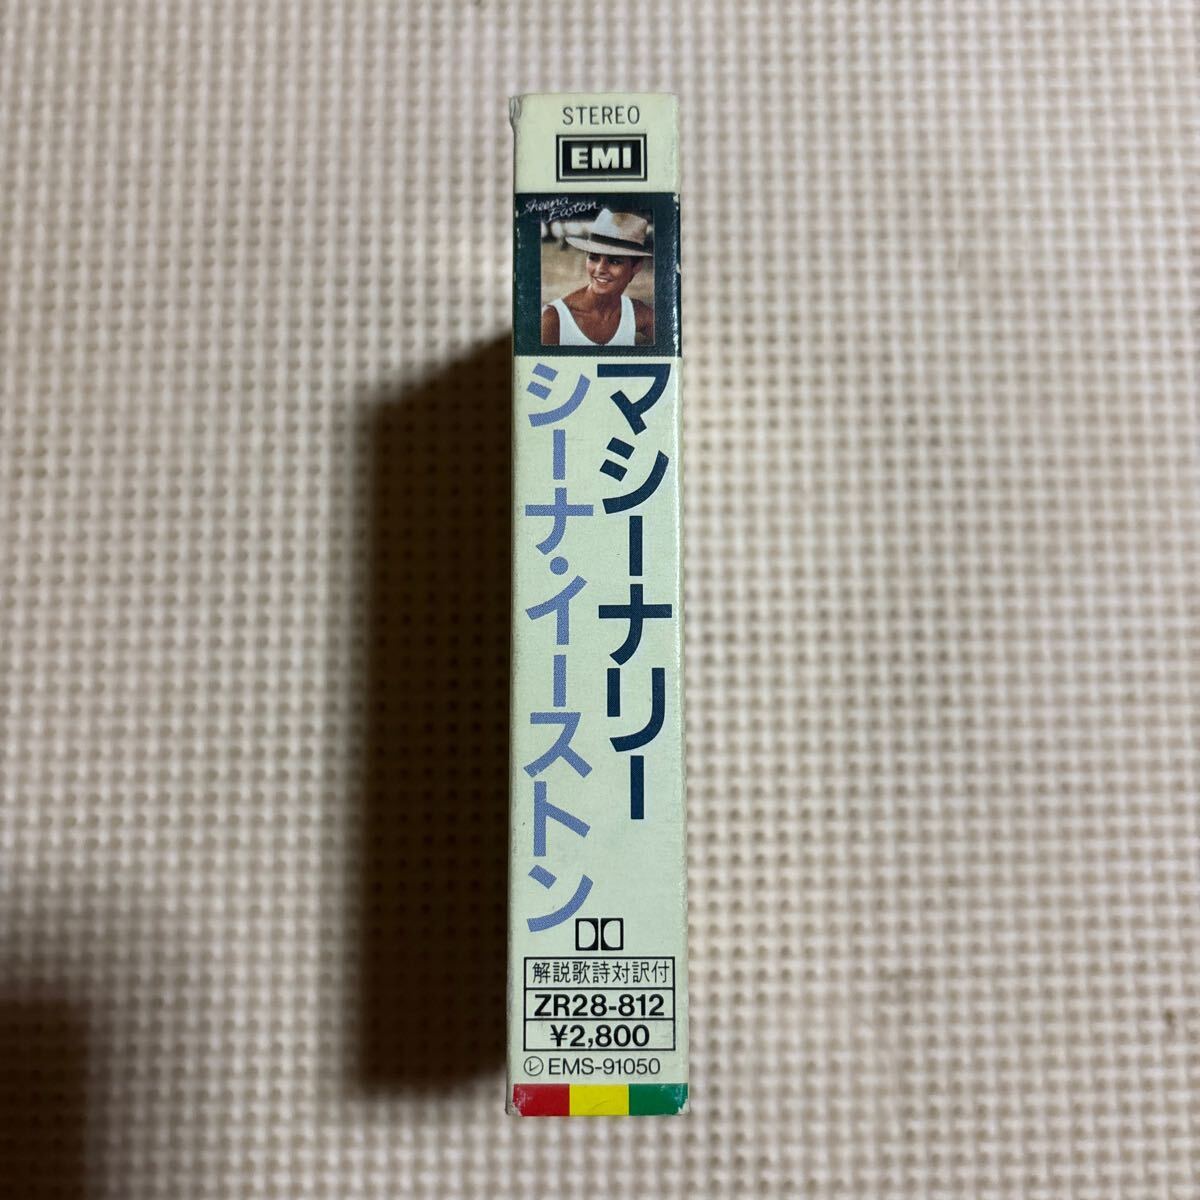 STEREO
EMI
Sheena
Easton
マシーナリー
シーナ・イーストン
解説歌詩対訳付
ZR28-812
¥2,800
Ⓛ EMS-91050